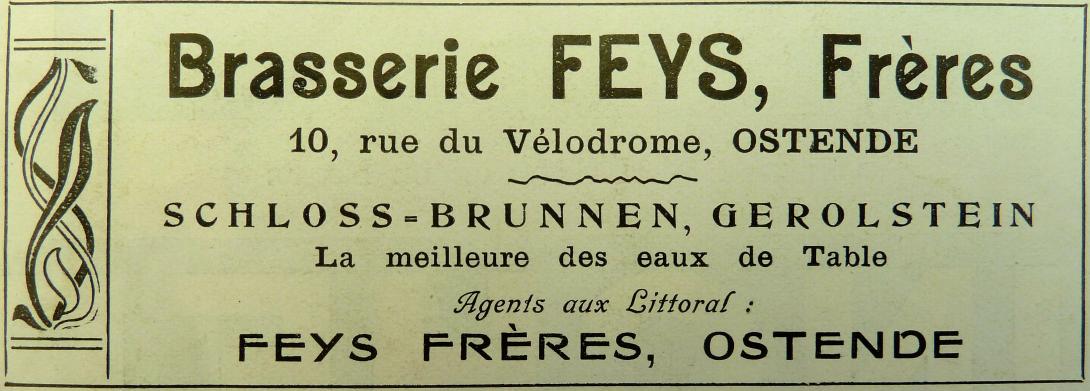 Brasserie FEYS, Frères
10, rue du Vélodrome, OSTENDE
SCHLOSS=BRUNNEN, GEROLSTEIN
La meilleure des eaux de Table
Agents aux Littoral :
FEYS FRÈRES, OSTENDE